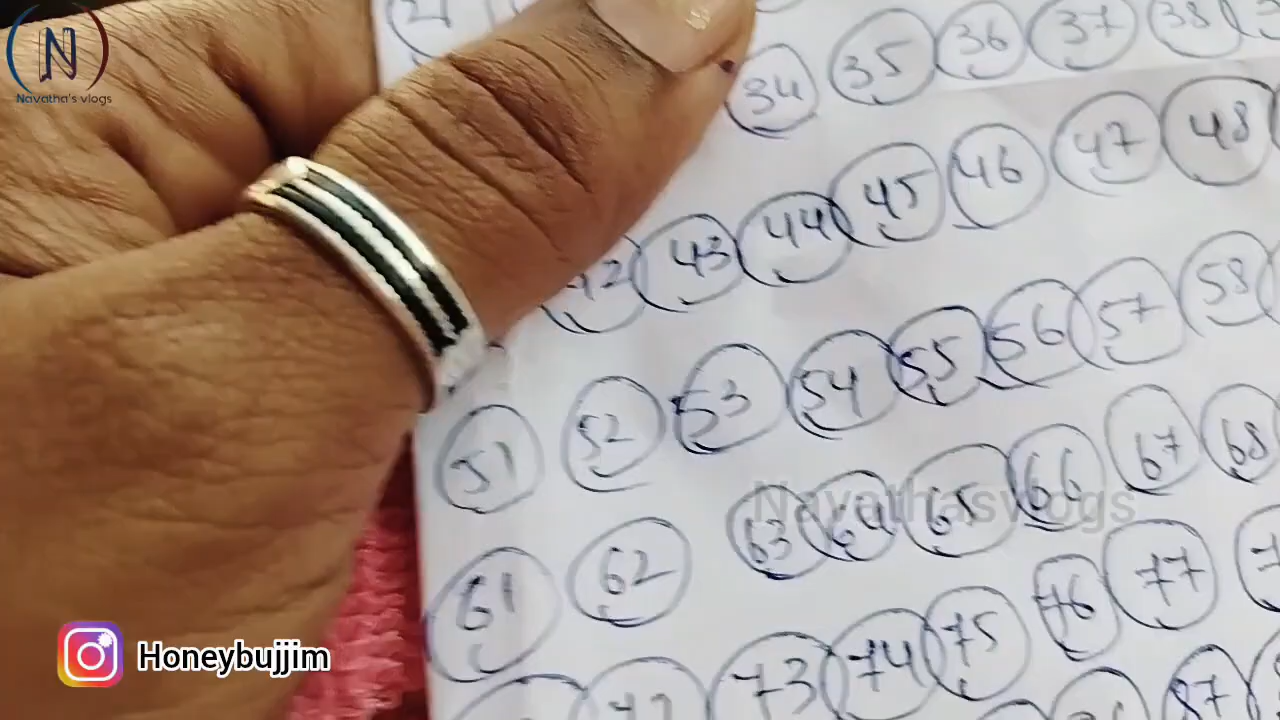 N
Navatha's vlogs
34 35 36 37 38
42 43 44 45 46 47 48
51 52 53 54 55 56 57 58
61 62 63 64 65 66 67 68
73 74 75 76 77
87
Navathasvlogs
Honeybujjim